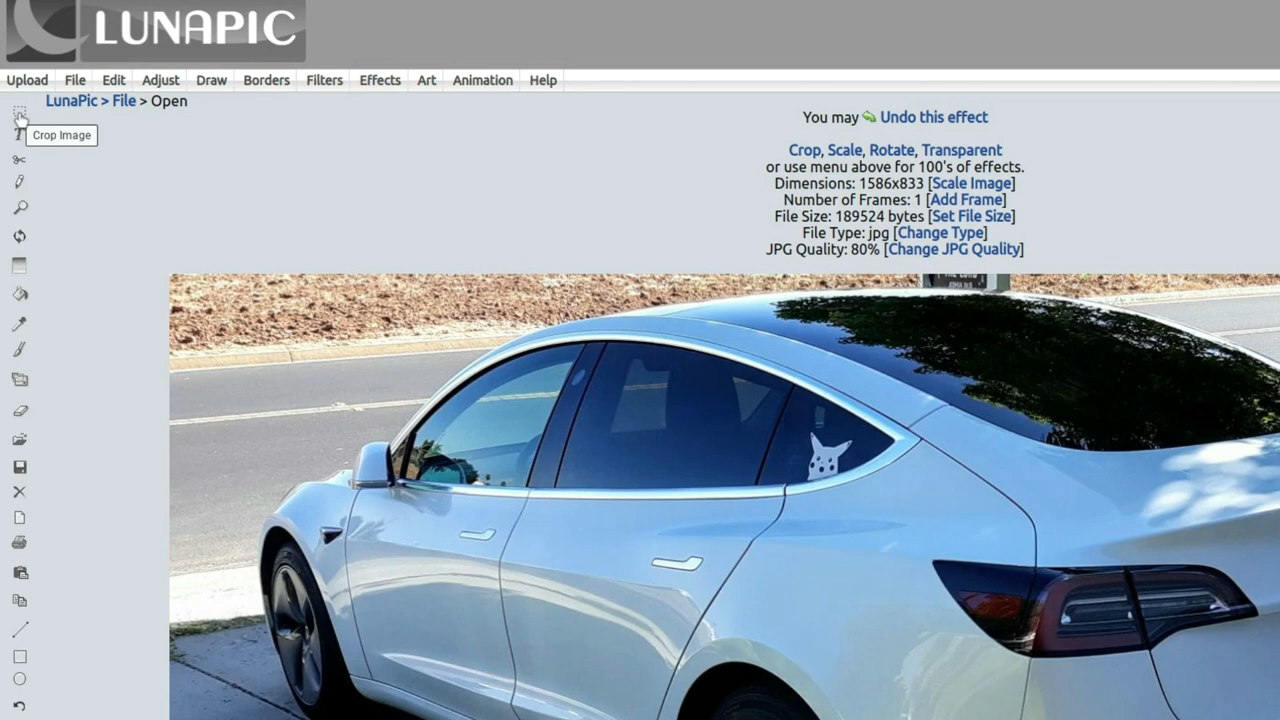 LUNAPIC
Upload File Edit Adjust Draw Borders Filters Effects Art Animation Help
LunaPic > File > Open
Crop Image
You may Undo this effect
Crop, Scale, Rotate, Transparent
or use menu above for 100's of effects.
Dimensions: 1586x833 [Scale Image]
Number of Frames: 1 [Add Frame]
File Size: 189524 bytes [Set File Size]
File Type: jpg [Change Type]
JPG Quality: 80% [Change JPG Quality]